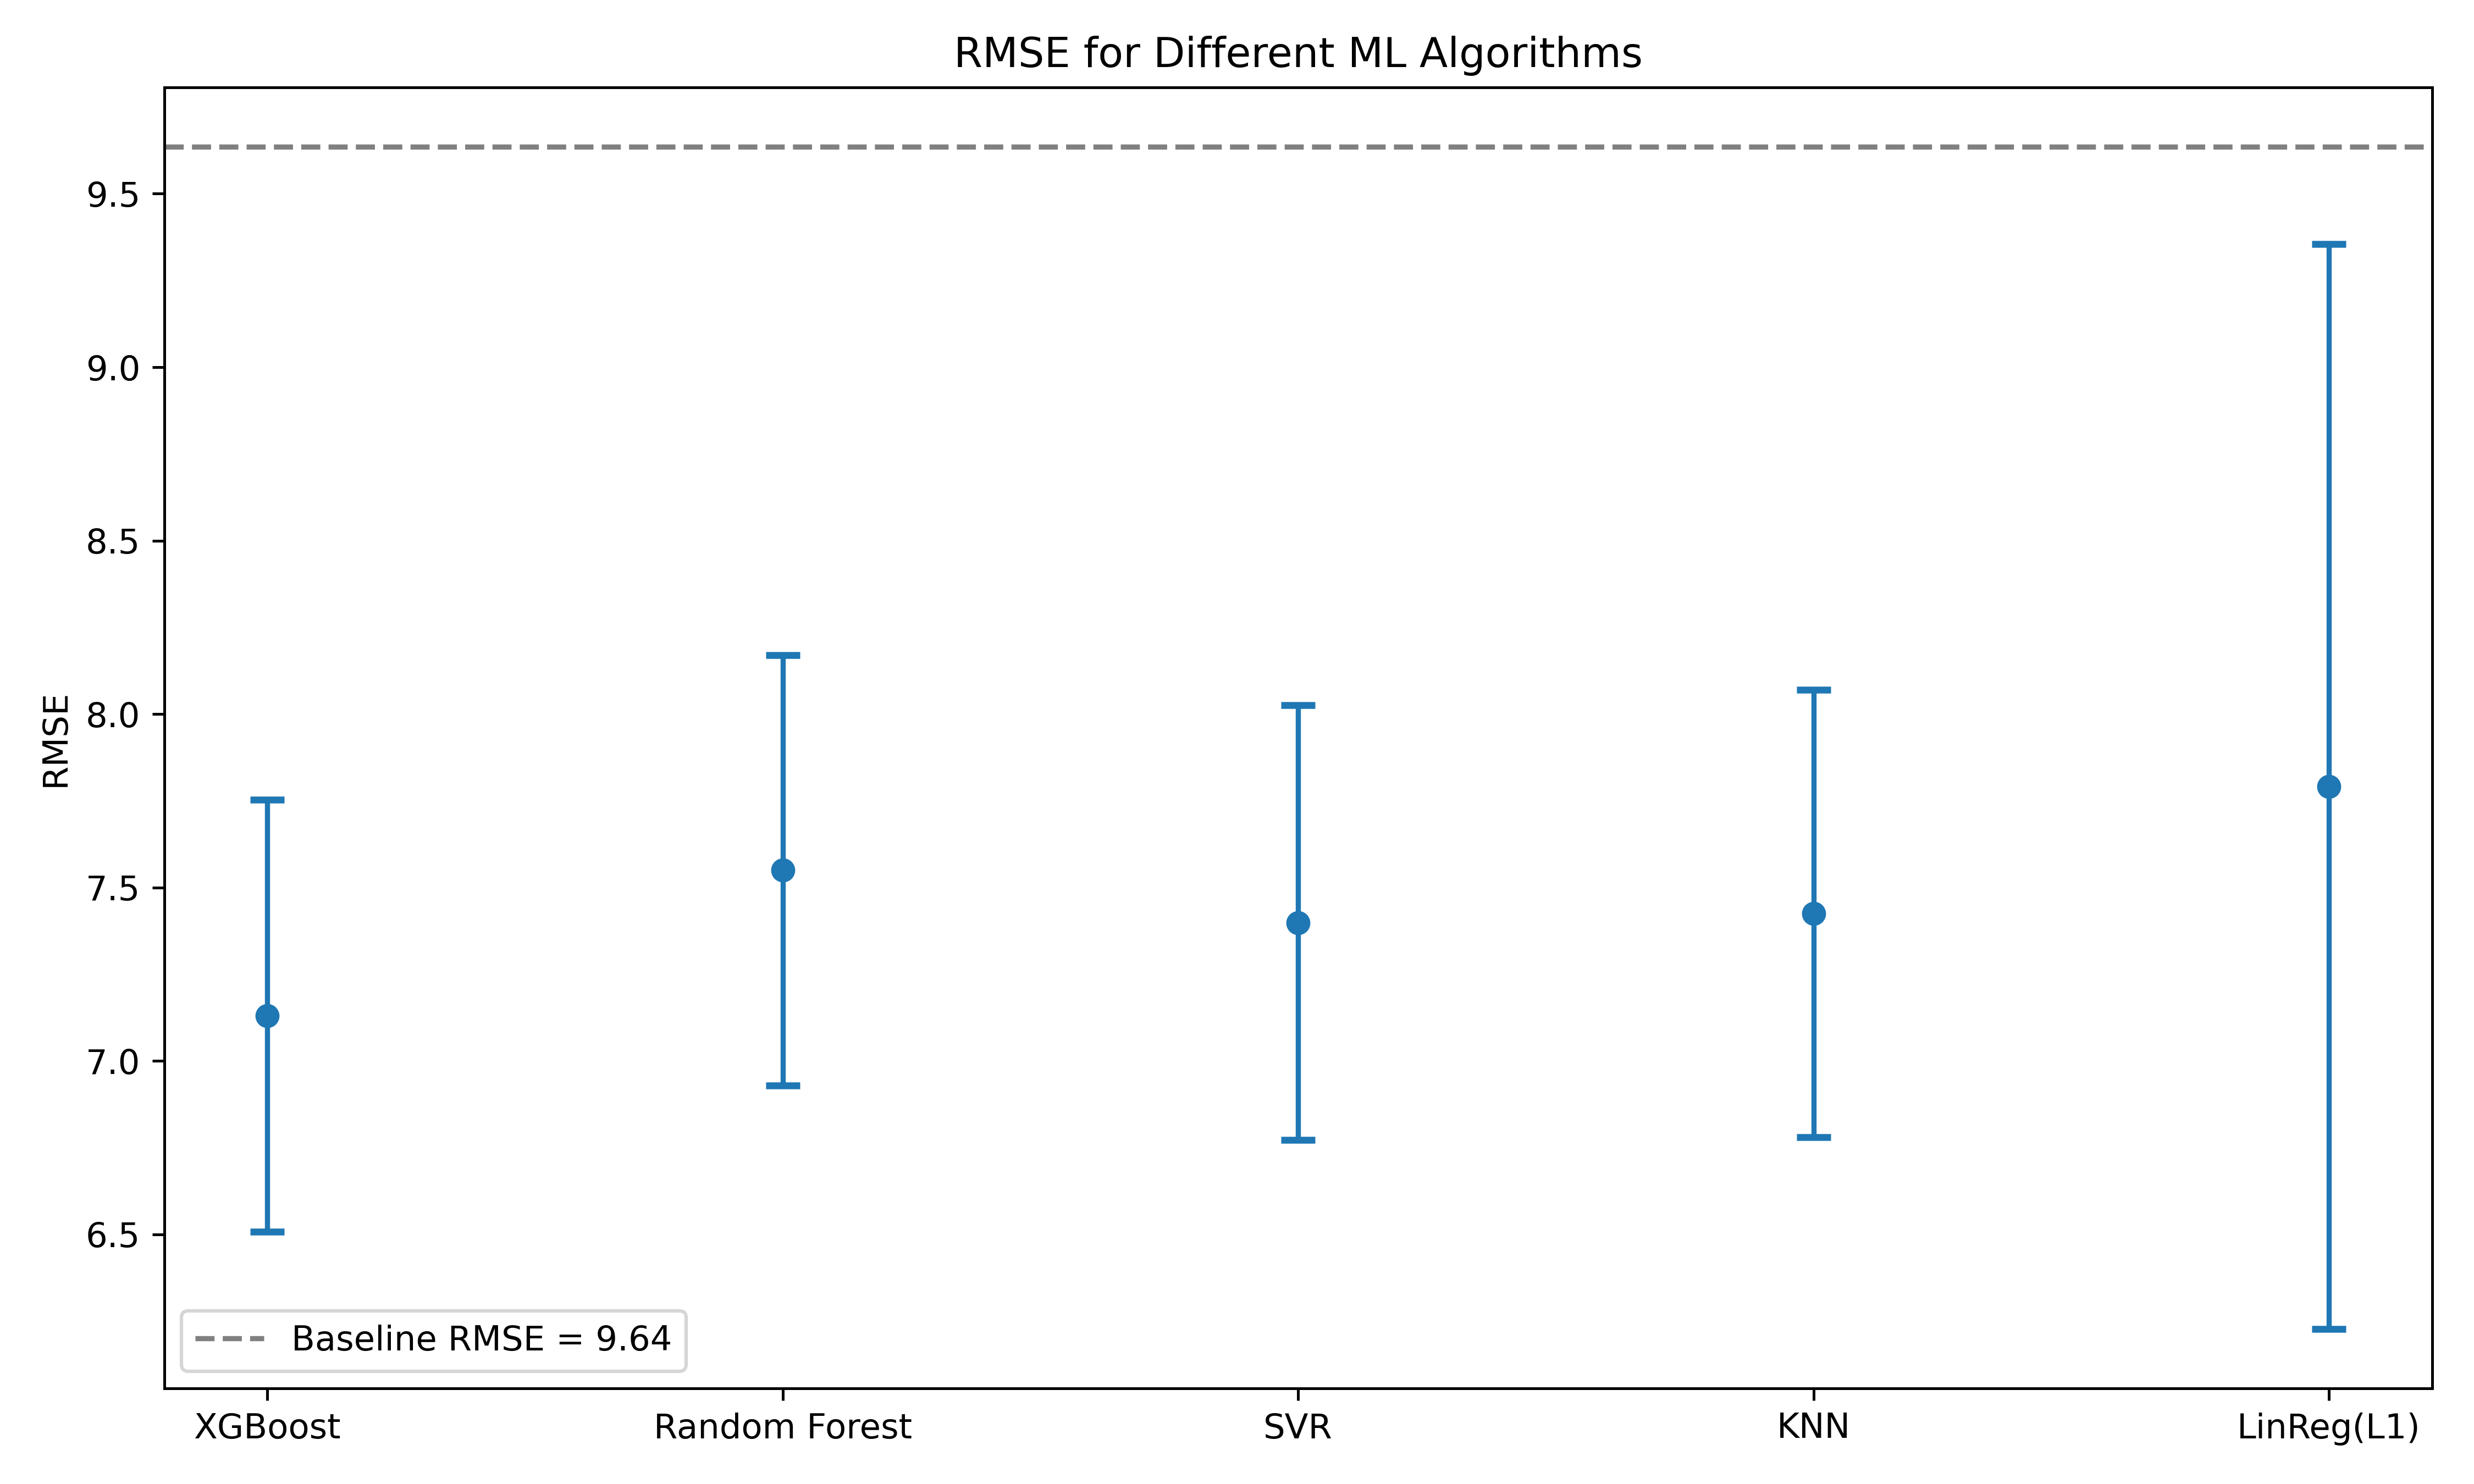 RMSE for Different ML Algorithms
RMSE
9.5
9.0
8.5
8.0
7.5
7.0
6.5
Baseline RMSE = 9.64
XGBoost
Random Forest
SVR
KNN
LinReg(L1)